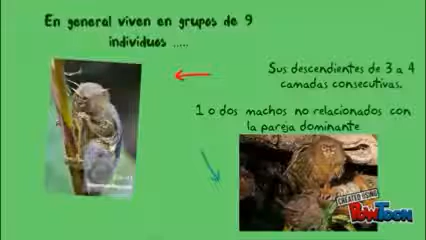 En general viven en grupos de 9
individuos .....
Sus descendientes de 3 a 4
camadas consecutivas.
1 o dos machos no relacionados con
la pareja dominante
CREATED USING
POWTOON